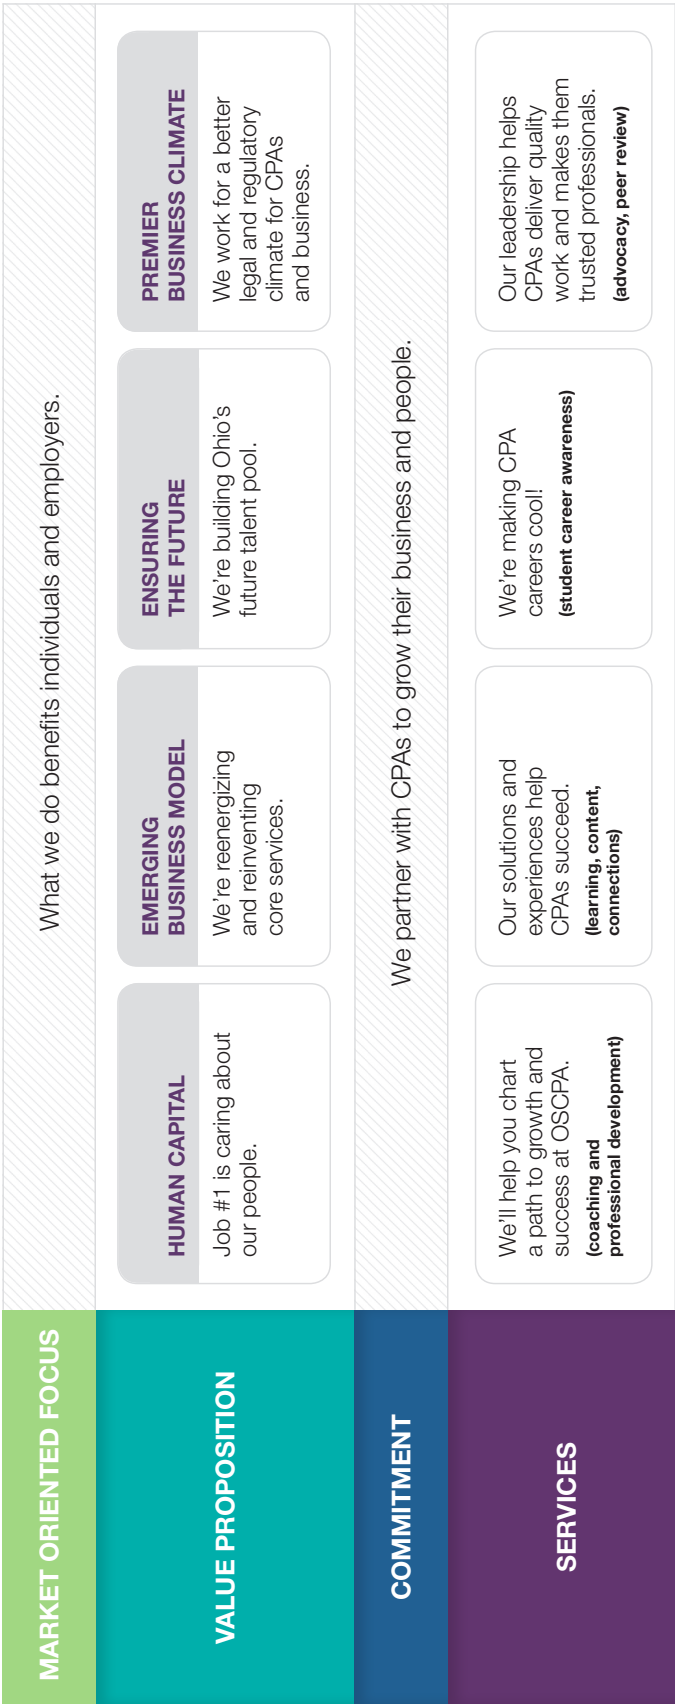 MARKET ORIENTED FOCUS
What we do benefits individuals and employers.
VALUE PROPOSITION
HUMAN CAPITAL
Job #1 is caring about
our people.
EMERGING
BUSINESS MODEL
We’re reenergizing
and reinventing
core services.
ENSURING
THE FUTURE
We’re building Ohio’s
future talent pool.
PREMIER
BUSINESS CLIMATE
We work for a better
legal and regulatory
climate for CPAs
and business.
COMMITMENT
We partner with CPAs to grow their business and people.
SERVICES
We’ll help you chart
a path to growth and
success at OSCPA.
(coaching and
professional development)
Our solutions and
experiences help
CPAs succeed.
(learning, content,
connections)
We’re making CPA
careers cool!
(student career awareness)
Our leadership helps
CPAs deliver quality
work and makes them
trusted professionals.
(advocacy, peer review)